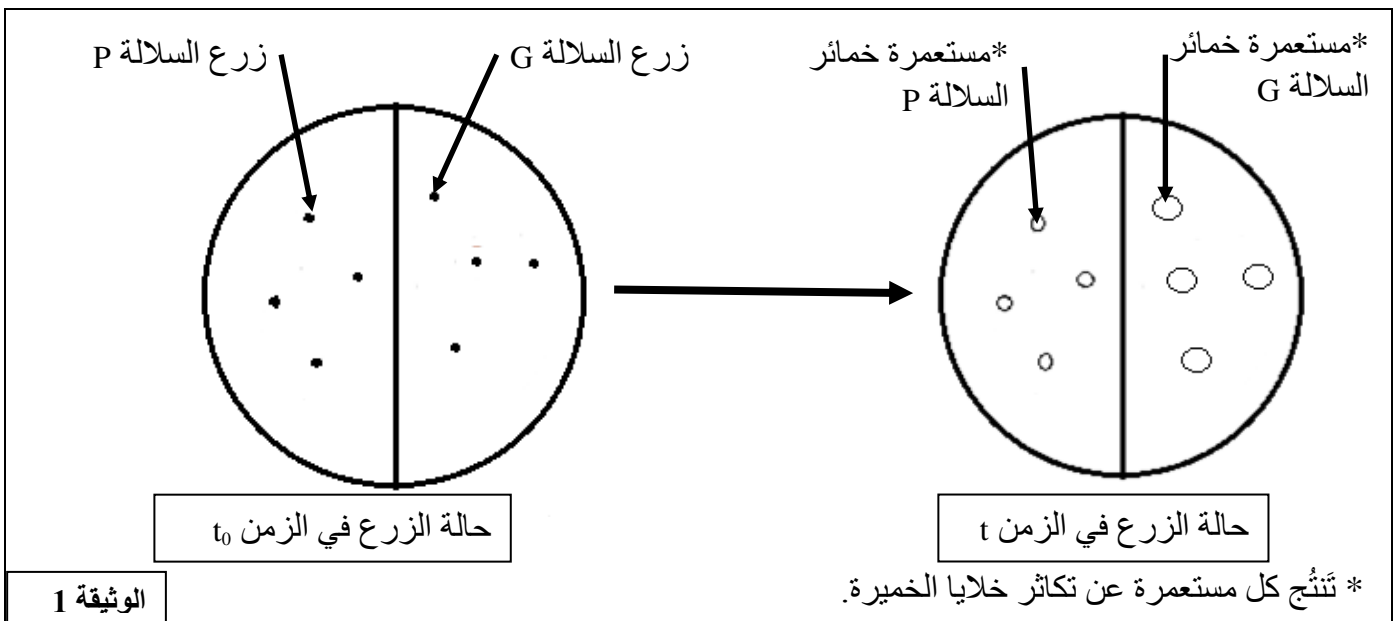 زرع السلالة P
زرع السلالة G
*مستعمرة خمائر
السلالة P
*مستعمرة خمائر
السلالة G
حالة الزرع في الزمن t₀
حالة الزرع في الزمن t
* تَنتُج كل مستعمرة عن تكاثر خلايا الخميرة.
الوثيقة 1